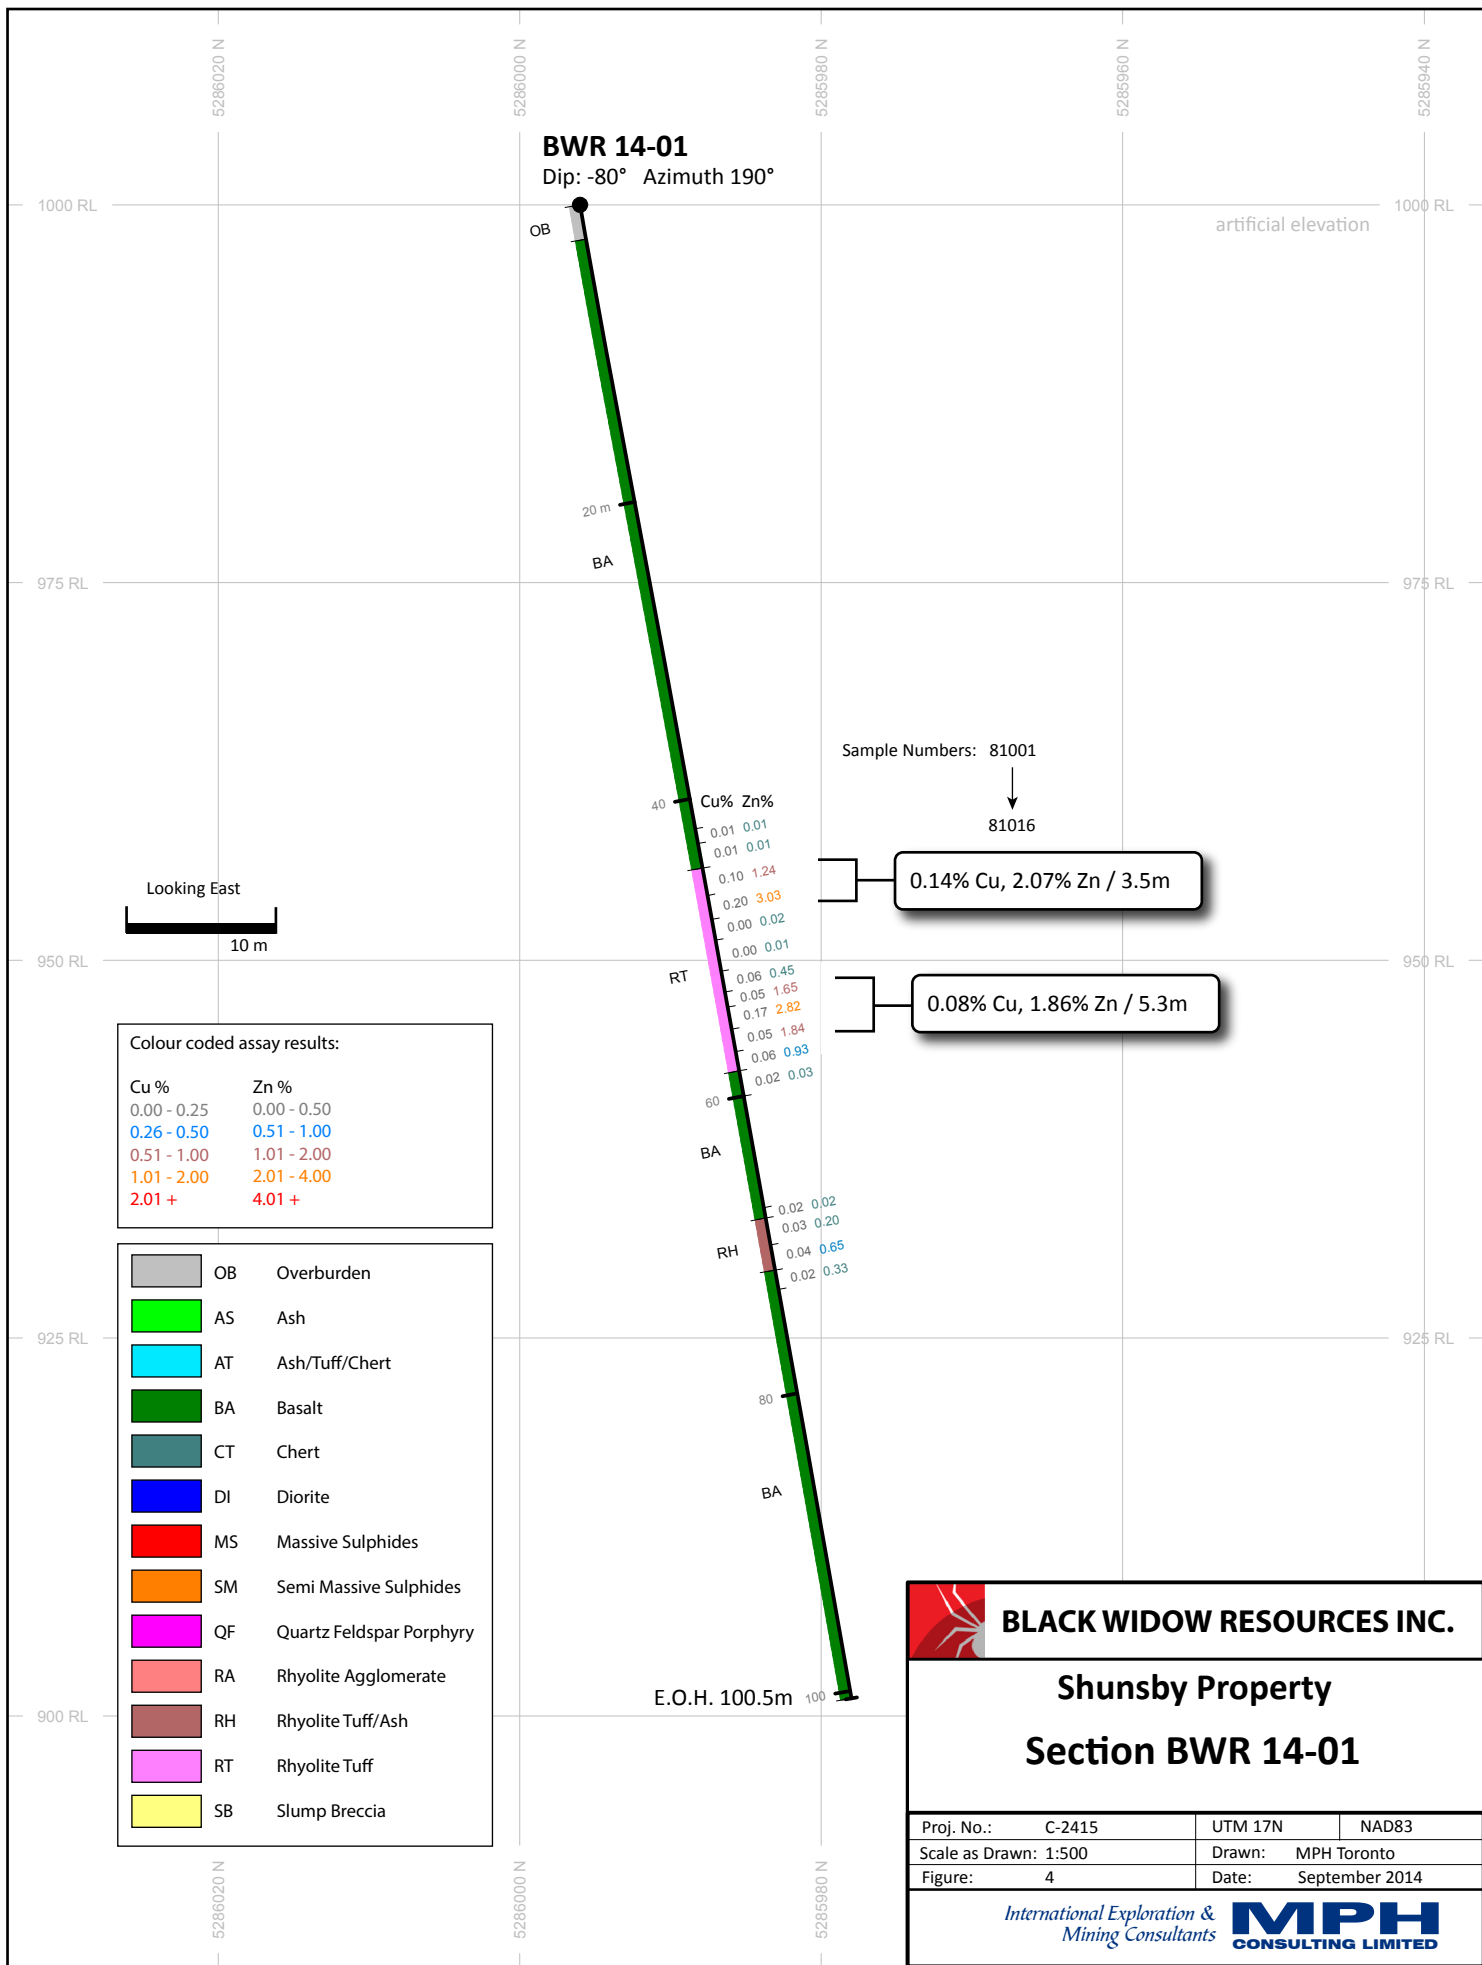 5286020 N
5286000 N
5285980 N
5285960 N
5285940 N
BWR 14-01
Dip: -80° Azimuth 190°
1000 RL
1000 RL
artificial elevation
OB
20 m
BA
975 RL
975 RL
Sample Numbers: 81001
81016
40
Cu% Zn%
0.01 0.01
0.01 0.01
0.10 1.24
0.20 3.03
0.00 0.02
0.00 0.01
0.06 0.45
0.05 1.65
0.17 2.82
0.05 1.84
0.06 0.93
0.02 0.03
0.14% Cu, 2.07% Zn / 3.5m
0.08% Cu, 1.86% Zn / 5.3m
Looking East
10 m
950 RL
950 RL
RT
60
BA
0.02 0.02
0.03 0.20
0.04 0.65
0.02 0.33
RH
Colour coded assay results:
Cu % Zn %
0.00 - 0.25 0.00 - 0.50
0.26 - 0.50 0.51 - 1.00
0.51 - 1.00 1.01 - 2.00
1.01 - 2.00 2.01 - 4.00
2.01 + 4.01 +
925 RL
925 RL
OB Overburden
AS Ash
AT Ash/Tuff/Chert
BA Basalt
CT Chert
DI Diorite
MS Massive Sulphides
SM Semi Massive Sulphides
QF Quartz Feldspar Porphyry
RA Rhyolite Agglomerate
RH Rhyolite Tuff/Ash
RT Rhyolite Tuff
SB Slump Breccia
80
BA
E.O.H. 100.5m 100
900 RL
BLACK WIDOW RESOURCES INC.
Shunsby Property
Section BWR 14-01
Proj. No.: C-2415 UTM 17N NAD83
Scale as Drawn: 1:500 Drawn: MPH Toronto
Figure: 4 Date: September 2014
International Exploration &
Mining Consultants
MPH
CONSULTING LIMITED
5286020 N
5286000 N
5285980 N